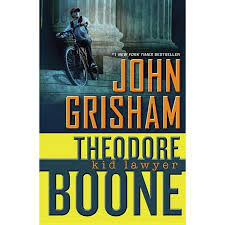 #1 NEW YORK TIMES BESTSELLER
JOHN
GRISHAM
THEODORE
kid lawyer
BOONE